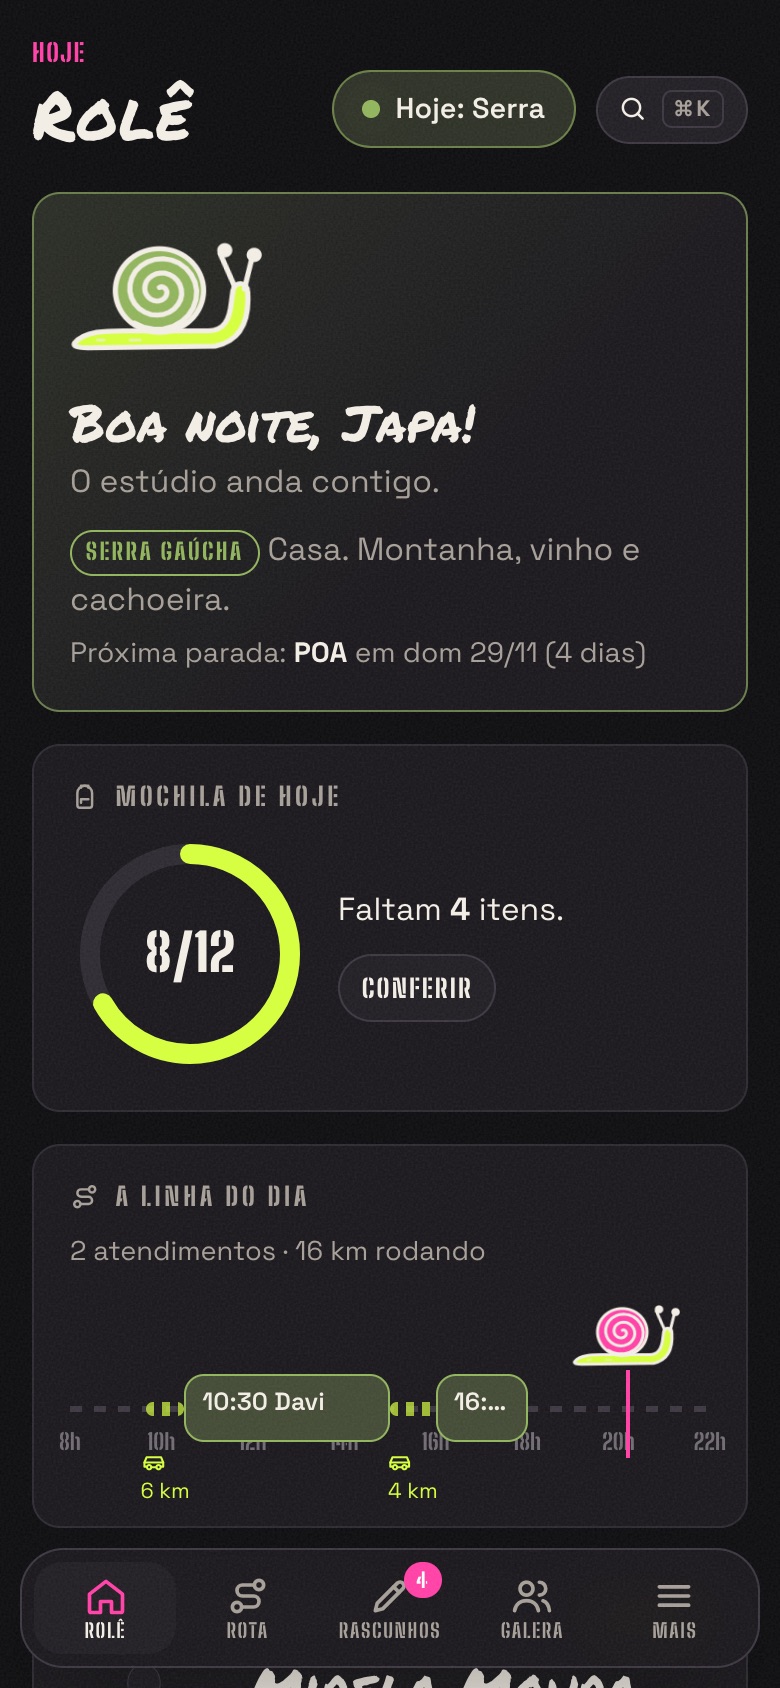 HOJE
ROLÊ
Hoje: Serra
⌘K
BOA NOITE, JAPA!
O estúdio anda contigo.
SERRA GAÚCHA Casa. Montanha, vinho e
cachoeira.
Próxima parada: POA em dom 29/11 (4 dias)
MOCHILA DE HOJE
8/12
Faltam 4 itens.
CONFERIR
A LINHA DO DIA
2 atendimentos · 16 km rodando
10:30 Davi
16:...
8h 10h 12h 14h 16h 18h 20h 22h
6 km
4 km
4
ROLÊ
ROTA
RASCUNHOS
GALERA
MAIS